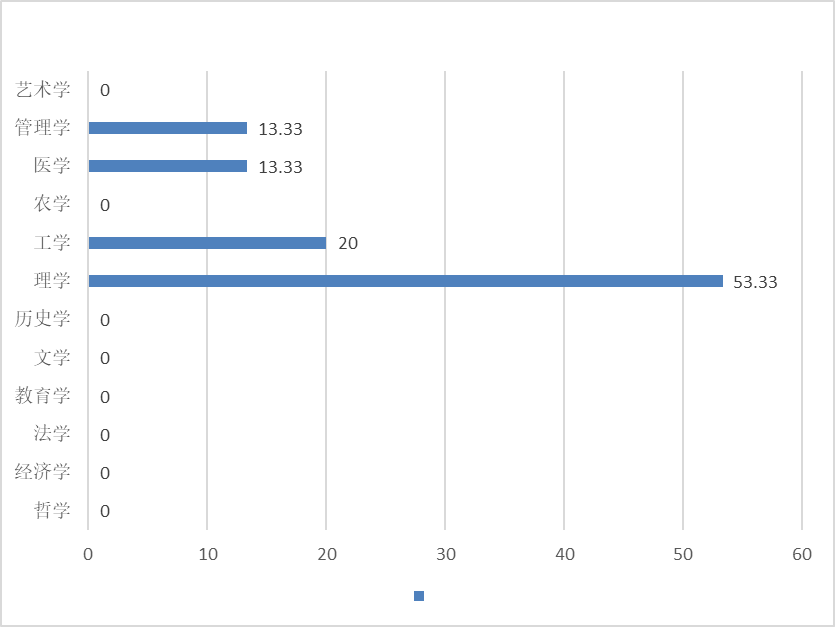 艺术学 0
管理学 13.33
医学 13.33
农学 0
工学 20
理学 53.33
历史学 0
文学 0
教育学 0
法学 0
经济学 0
哲学 0
0 10 20 30 40 50 60